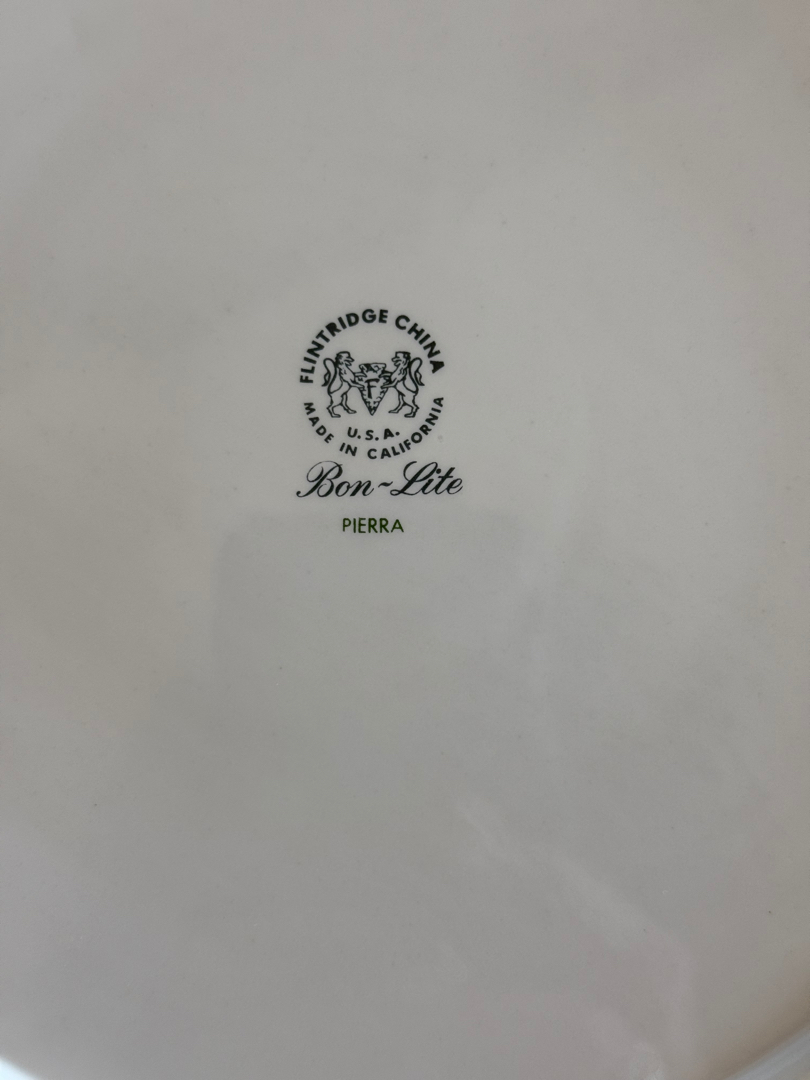 FLINTRIDGE CHINA
F
U.S.A.
MADE IN CALIFORNIA
Bon~Lite
PIERRA